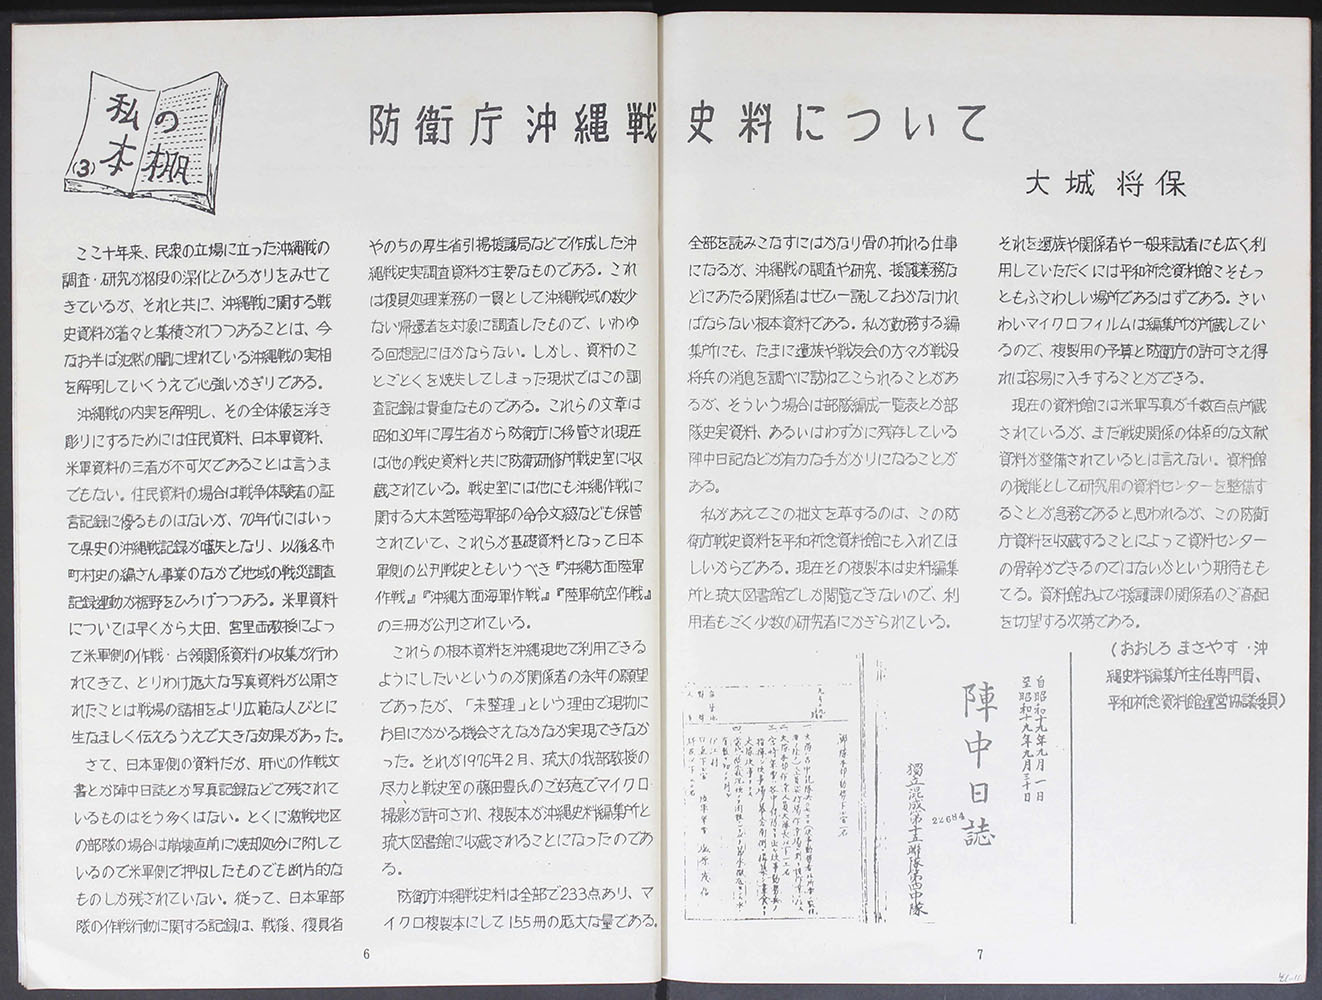 私の
本棚
(3)
防衛庁沖縄戦史料について
大城将保
ここ十年来、民衆の立場に立った沖縄戦の
調査・研究が格段の深化とひろがりをみせて
きているが、それと共に、沖縄戦に関する戦
史資料が着々と集積されつつあることは、今
なお半ば沈黙の闇に埋れている沖縄戦の実相
を解明していくうえで心強いかぎりである。
沖縄戦の内実を解明し、その全体像を浮き
彫りにするためには住民資料、日本軍資料、
米軍資料の三者が不可欠であることは言うま
でもない。住民資料の場合は戦争体験者の証
言記録に優るものはないが、70年代にはいっ
て県史の沖縄戦記録が嚆矢となり、以後各市
町村史の編さん事業のなかで地域の戦災調査
記録運動が裾野をひろげつつある。米軍資料
については早くから大田、宮里両教授によっ
て米軍側の作戦・占領関係資料の収集が行わ
れてきて、とりわけ厖大な写真資料が公開さ
れたことは戦場の諸相をより広範な人びとに
生なましく伝えるうえで大きな効果があった。
さて、日本軍側の資料だが、肝心の作戦文
書とか陣中日誌とか写真記録などで残されて
いるものはそう多くはない。とくに激戦地区
の部隊の場合は崩壊直前に焼却処分に附して
いるので米軍側で押収したものでも断片的な
ものしか残されていない。従って、日本軍部
隊の作戦行動に関する記録は、戦後、復員省
やのちの厚生省引揚援護局などで作成した沖
縄戦史実調査資料が主要なものである。これ
は復員処理業務の一環として沖縄戦域の数少
ない帰還者を対象に調査したもので、いわゆ
る回想記にほかならない。しかし、資料のこ
とごとくを焼失してしまった現状ではこの調
査記録は貴重なものである。これらの文章は
昭和30年に厚生省から防衛庁に移管され現在
は他の戦史資料と共に防衛研修所戦史室に収
蔵されている。戦史室には他にも沖縄作戦に
関する大本営陸海軍部の命令文綴なども保管
されていて、これらが基礎資料となって日本
軍側の公刊戦史ともいうべき『沖縄方面陸軍
作戦』『沖縄方面海軍作戦』『陸軍航空作戦』
の三冊が公刊されている。
これらの根本資料を沖縄現地で利用できる
ようにしたいというのが関係者の永年の願望
であったが、「未整理」という理由で現物に
お目にかかる機会さえなかなか実現できなか
った。それが1976年2月、琉大の我部教授の
尽力と戦史室の藤田豊氏のご好意でマイクロ
撮影が許可され、複製本が沖縄史料編集所と
琉大図書館に収蔵されることになったのであ
る。
防衛庁沖縄戦史料は全部で233点あり、マ
イクロ複製本にして155冊の厖大な量である。
6
全部を読みこなすにはかなり骨の折れる仕事
になるが、沖縄戦の調査や研究、援護業務な
どにあたる関係者はぜひ一読しておかなけれ
ばならない根本資料である。私が勤務する編
集所にも、たまに遺族や戦友会の方々が戦没
将兵の消息を調べに訪ねてこられることがあ
るが、そういう場合は部隊編成一覧表とか部
隊史実資料、あるいはわずかに残存している
陣中日記などが有力な手がかりになることが
ある。
私があえてこの拙文を草するのは、この防
衛庁戦史資料を平和祈念資料館にも入れてほ
しいからである。現在その複製本は史料編集
所と琉大図書館でしか閲覧できないので、利
用者もごく少数の研究者にかぎられている。
それを遺族や関係者や一般来訪者にも広く利
用していただくには平和祈念資料館こそもっ
ともふさわしい場所であるはずである。さい
わいマイクロフィルムは編集所が所蔵してい
るので、複製用の予算と防衛庁の許可さえ得
れば容易に入手することができる。
現在の資料館には米軍写真が千数百点所蔵
されているが、まだ戦史関係の体系的な文献
資料が整備されているとは言えない。資料館
の機能として研究用の資料センターを整備す
ることが急務であると思われるが、この防衛
庁資料を収蔵することによって資料センター
の骨幹ができるのではないかという期待もも
てる。資料館および援護課の関係者のご高配
を切望する次第である。
(おおしろ まさやす・沖
縄史料編集所主任専門員、
平和祈念資料館運営協議委員)
自昭和十九年九月一日
至昭和十九年九月三十日
陣中日誌
22684
獨立混成第十五聯隊第四中隊
7